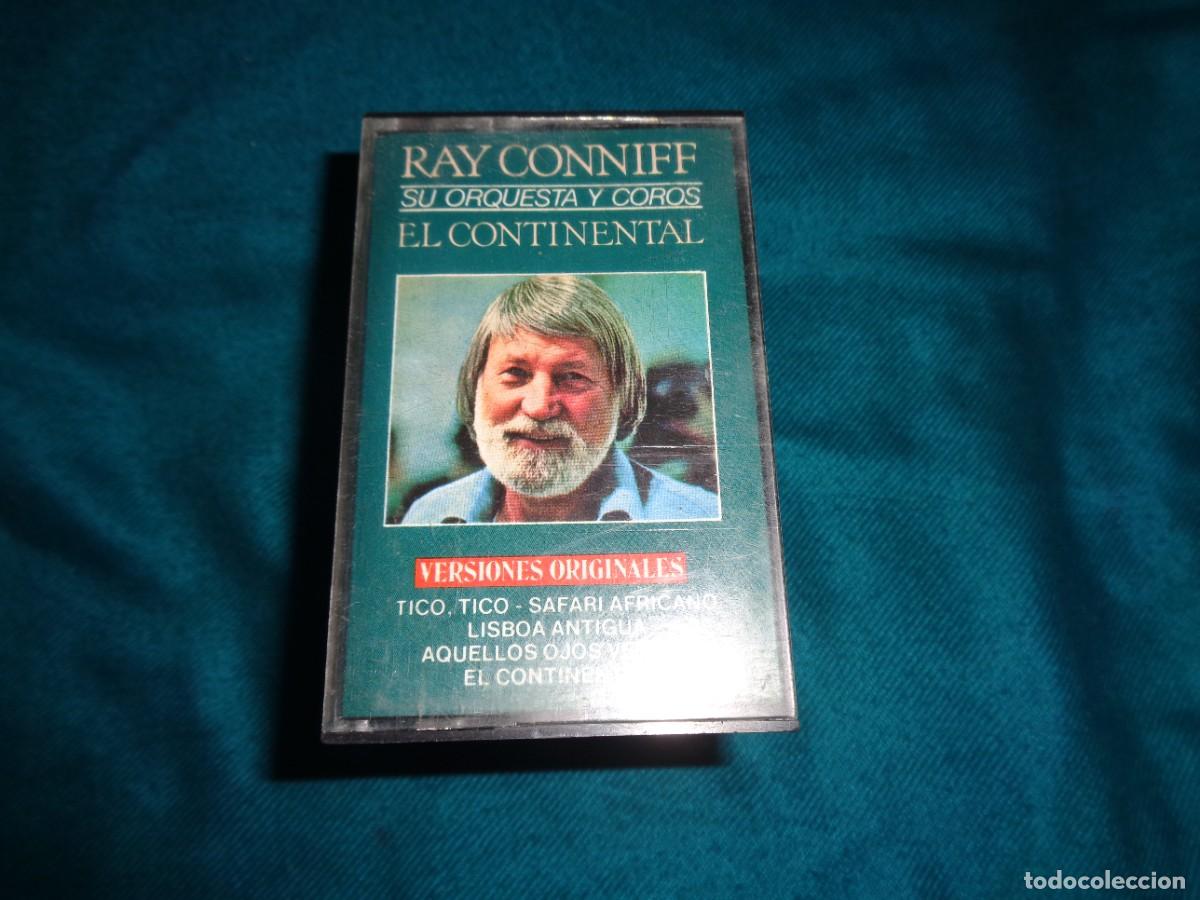 RAY CONNIFF
SU ORQUESTA Y COROS
EL CONTINENTAL
VERSIONES ORIGINALES
TICO, TICO - SAFARI AFRICANO
LISBOA ANTIGUA
AQUELLOS OJOS
EL
todocoleccion